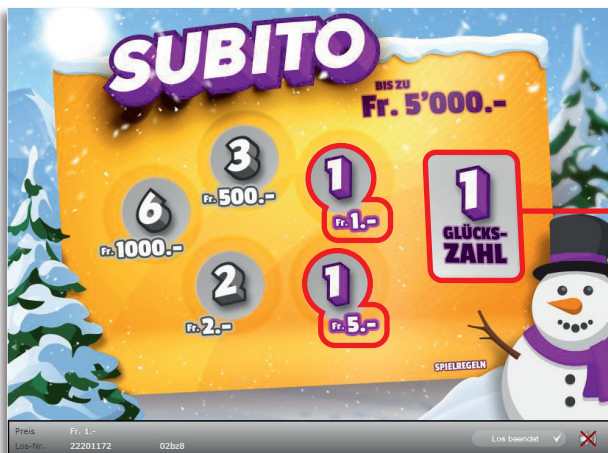 SUBITO
BIS ZU
Fr. 5'000.-
3
Fr. 500.-
1
Fr. 1.-
6
Fr. 1000.-
2
Fr. 2.-
1
Fr. 5.-
1
GLÜCKS-
ZAHL
SPIELREGELN
Preis Fr. 1.-
Los-Nr. 22201172 02bz8
Los beendet